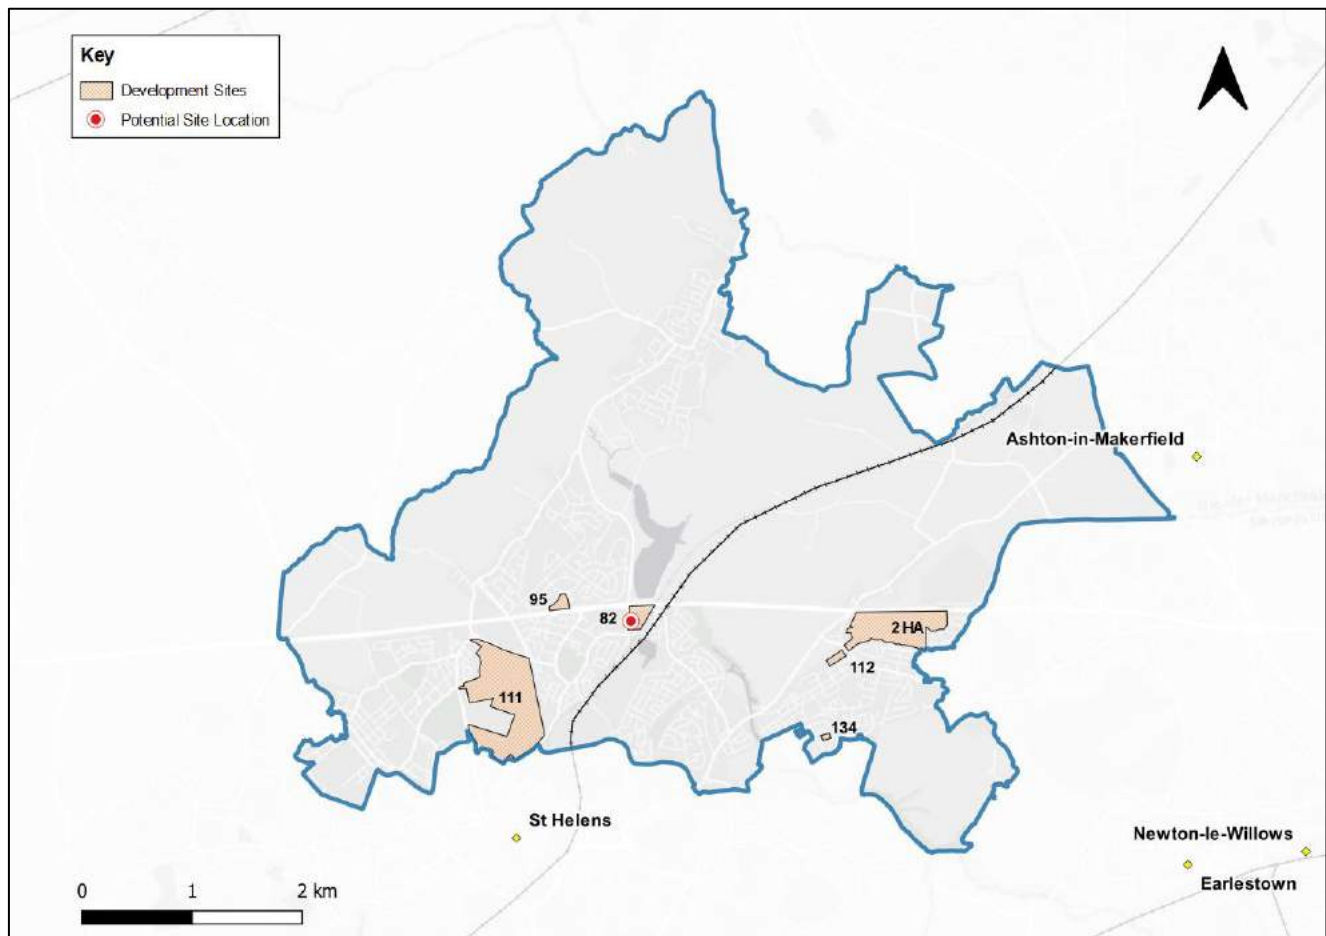 Key
Development Sites
Potential Site Location
Ashton-in-Makerfield
95
82
2 HA
112
111
134
St Helens
Newton-le-Willows
Earlestown
0 1 2 km